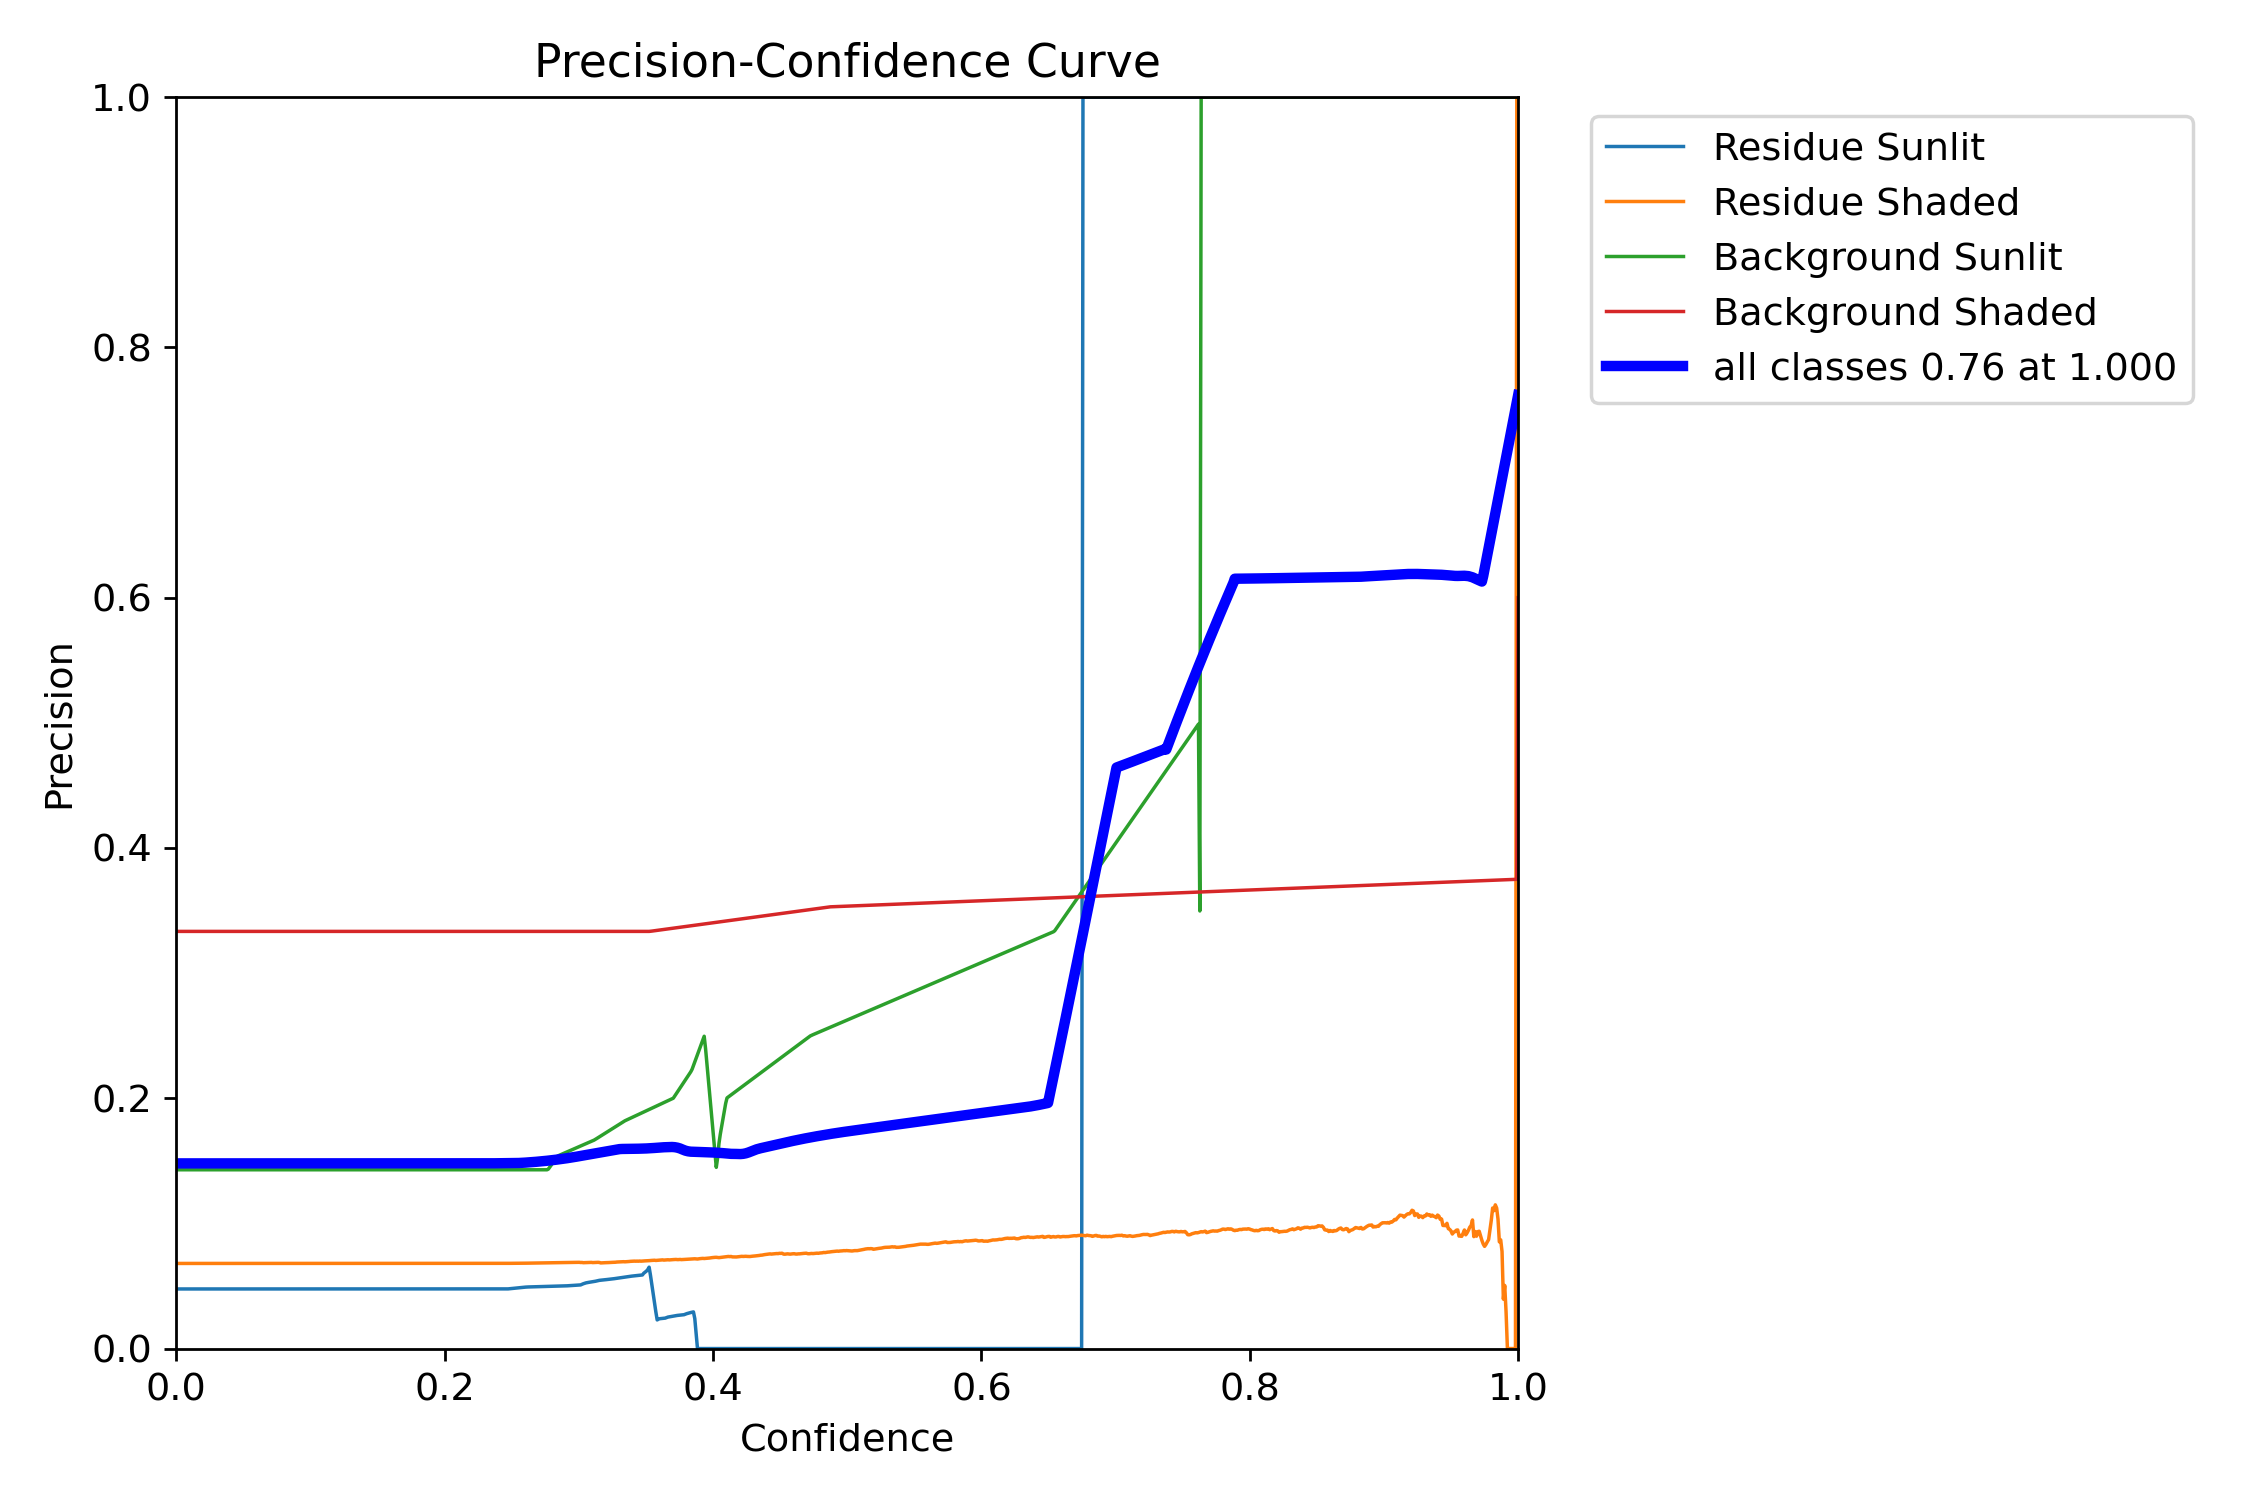 Precision-Confidence Curve
1.0
0.8
0.6
0.4
0.2
0.0
Precision
0.0 0.2 0.4 0.6 0.8 1.0
Confidence
Residue Sunlit
Residue Shaded
Background Sunlit
Background Shaded
all classes 0.76 at 1.000